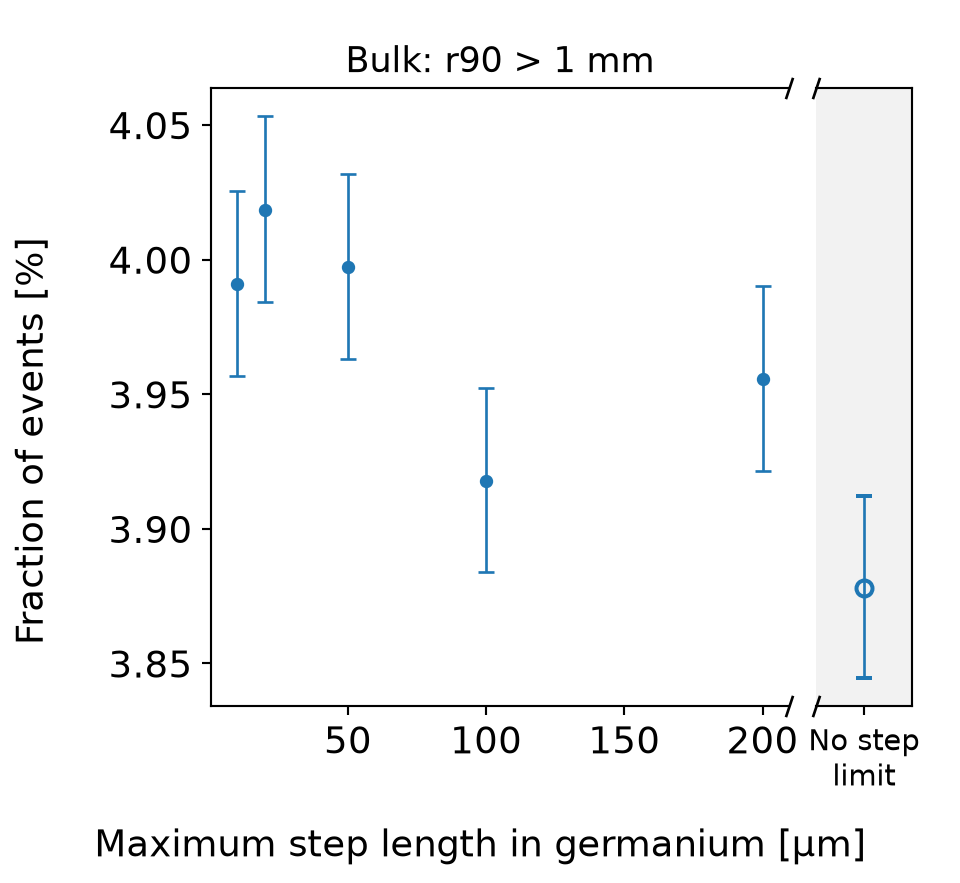 Bulk: r90 > 1 mm
4.05
4.00
3.95
3.90
3.85
Fraction of events [%]
50 100 150 200 No step
limit
Maximum step length in germanium [µm]